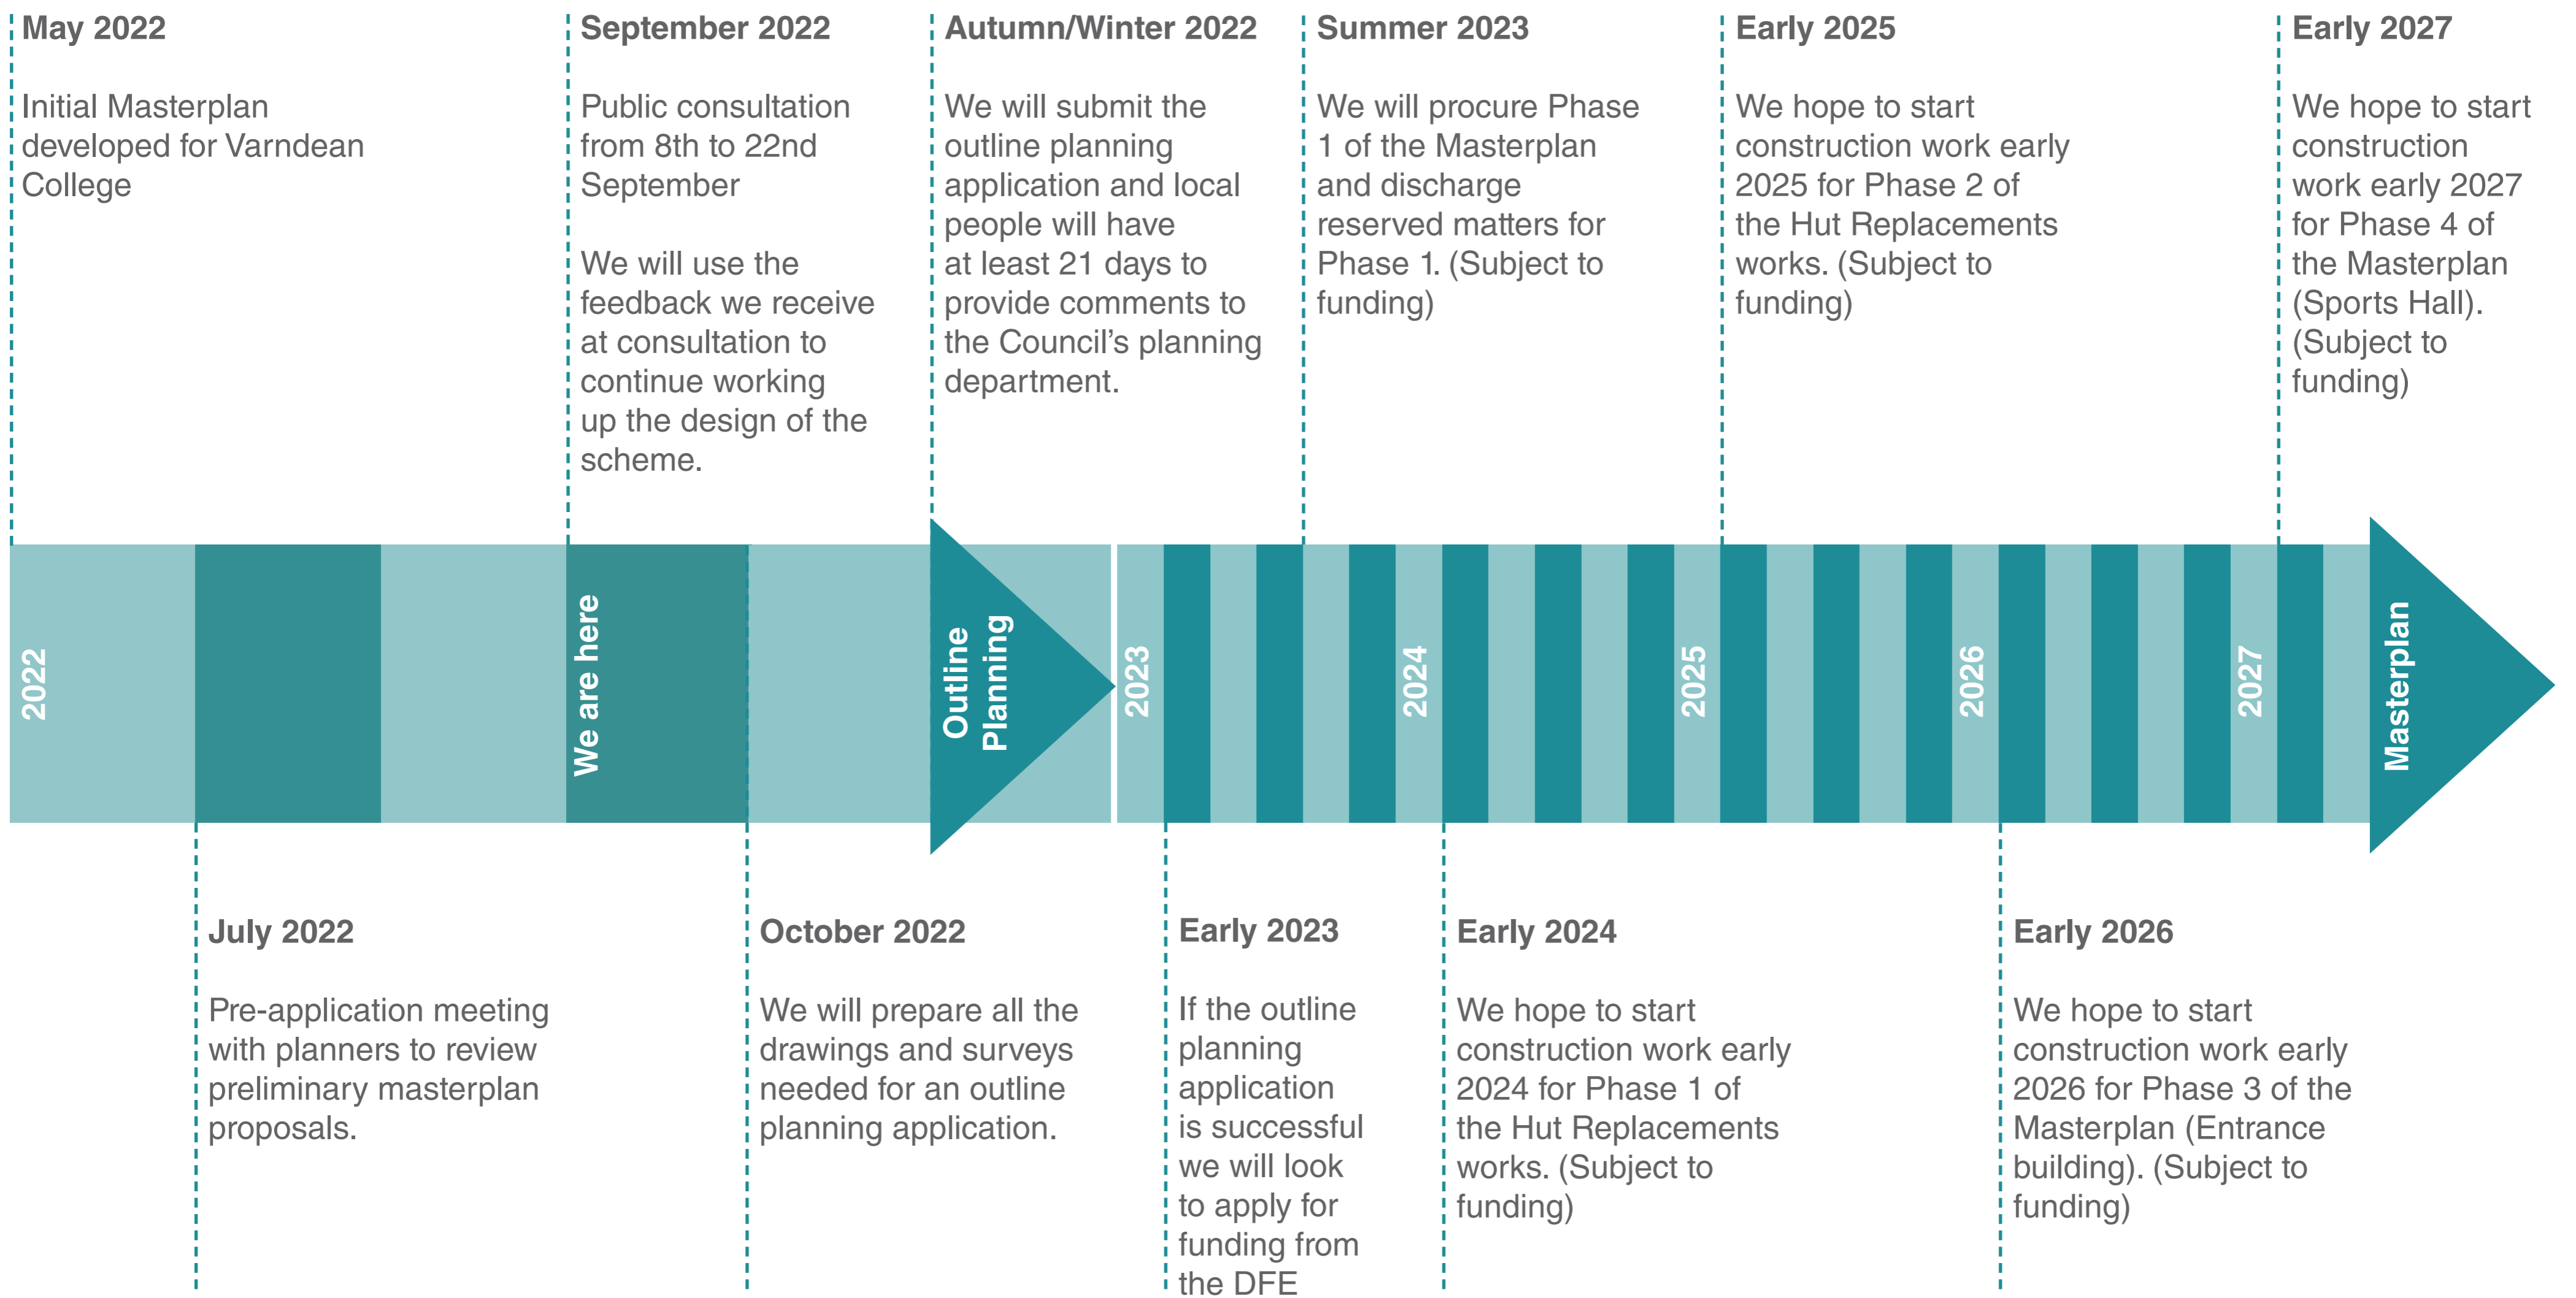 May 2022
Initial Masterplan
developed for Varndean
College
September 2022
Public consultation
from 8th to 22nd
September
We will use the
feedback we receive
at consultation to
continue working
up the design of the
scheme.
Autumn/Winter 2022
We will submit the
outline planning
application and local
people will have
at least 21 days to
provide comments to
the Council’s planning
department.
Summer 2023
We will procure Phase
1 of the Masterplan
and discharge
reserved matters for
Phase 1. (Subject to
funding)
Early 2025
We hope to start
construction work early
2025 for Phase 2 of
the Hut Replacements
works. (Subject to
funding)
Early 2027
We hope to start
construction
work early 2027
for Phase 4 of
the Masterplan
(Sports Hall).
(Subject to
funding)
2022
We are here
Outline
Planning
2023
2024
2025
2026
2027
Masterplan
July 2022
Pre-application meeting
with planners to review
preliminary masterplan
proposals.
October 2022
We will prepare all the
drawings and surveys
needed for an outline
planning application.
Early 2023
If the outline
planning
application
is successful
we will look
to apply for
funding from
the DFE
Early 2024
We hope to start
construction work early
2024 for Phase 1 of
the Hut Replacements
works. (Subject to
funding)
Early 2026
We hope to start
construction work early
2026 for Phase 3 of the
Masterplan (Entrance
building). (Subject to
funding)